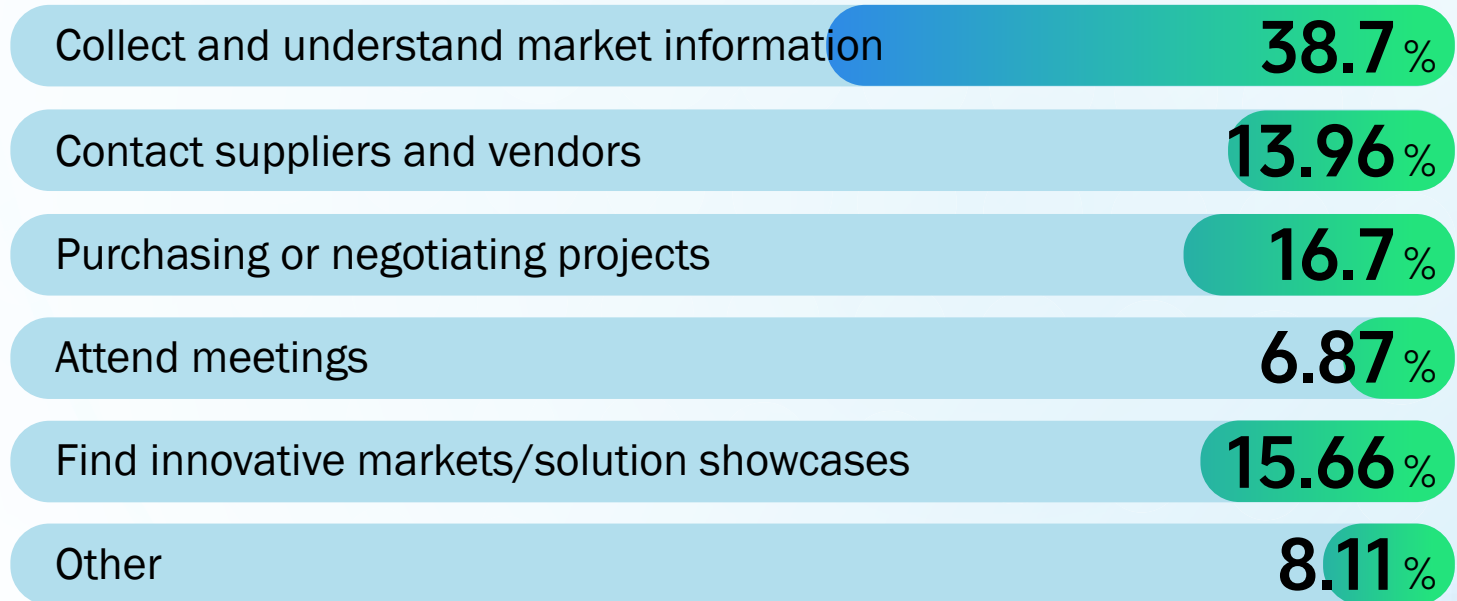 Collect and understand market information 38.7 %
Contact suppliers and vendors 13.96 %
Purchasing or negotiating projects 16.7 %
Attend meetings 6.87 %
Find innovative markets/solution showcases 15.66 %
Other 8.11 %